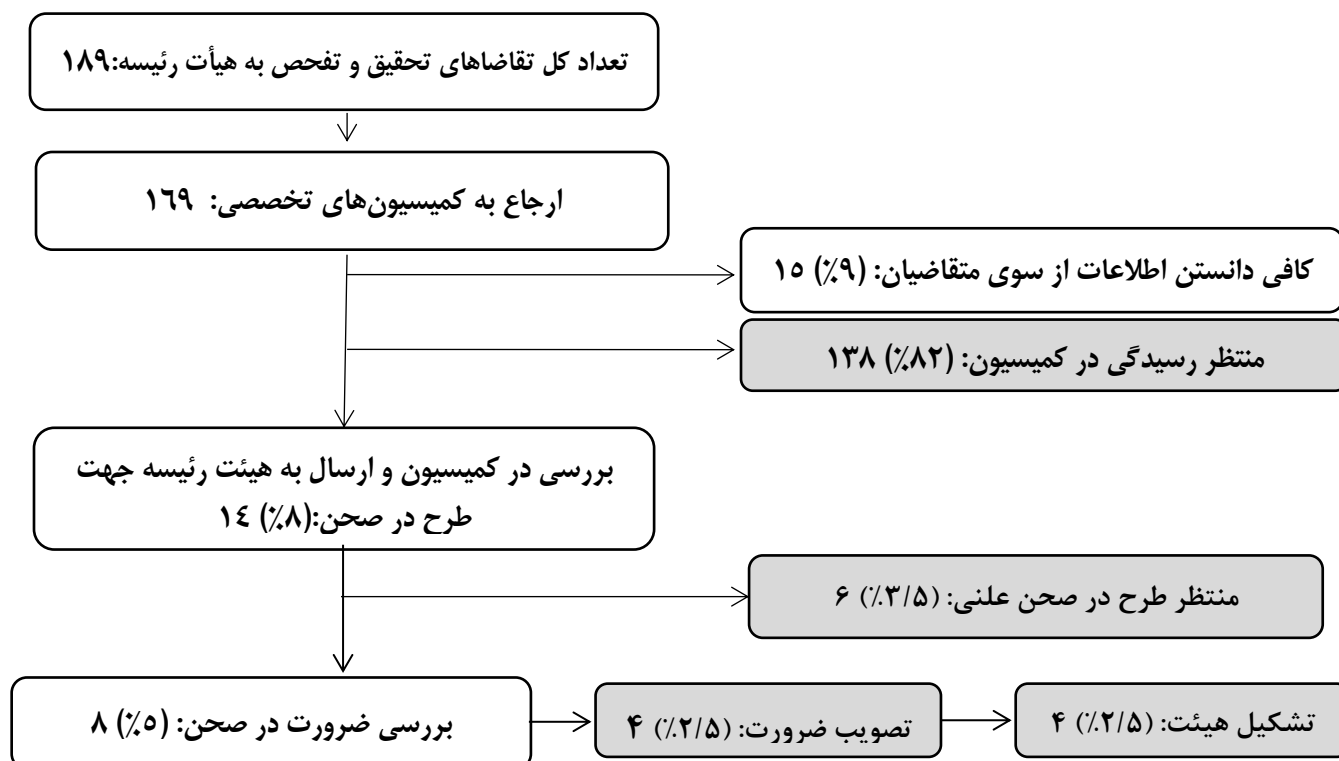 تعداد کل تقاضاهای تحقیق و تفحص به هیأت رئیسه:۱۸۹
ارجاع به کمیسیون‌های تخصصی: ۱٦۹
کافی دانستن اطلاعات از سوی متقاضیان: (۹٪) ۱٥
منتظر رسیدگی در کمیسیون: (۸۲٪) ۱۳۸
بررسی در کمیسیون و ارسال به هیئت رئیسه جهت
طرح در صحن:(۸٪) ۱٤
منتظر طرح در صحن علنی: (۳/۵٪) ۶
بررسی ضرورت در صحن: (٥٪) ۸
تصویب ضرورت: (۲/۵٪) ۴
تشکیل هیئت: (۲/۵٪) ۴